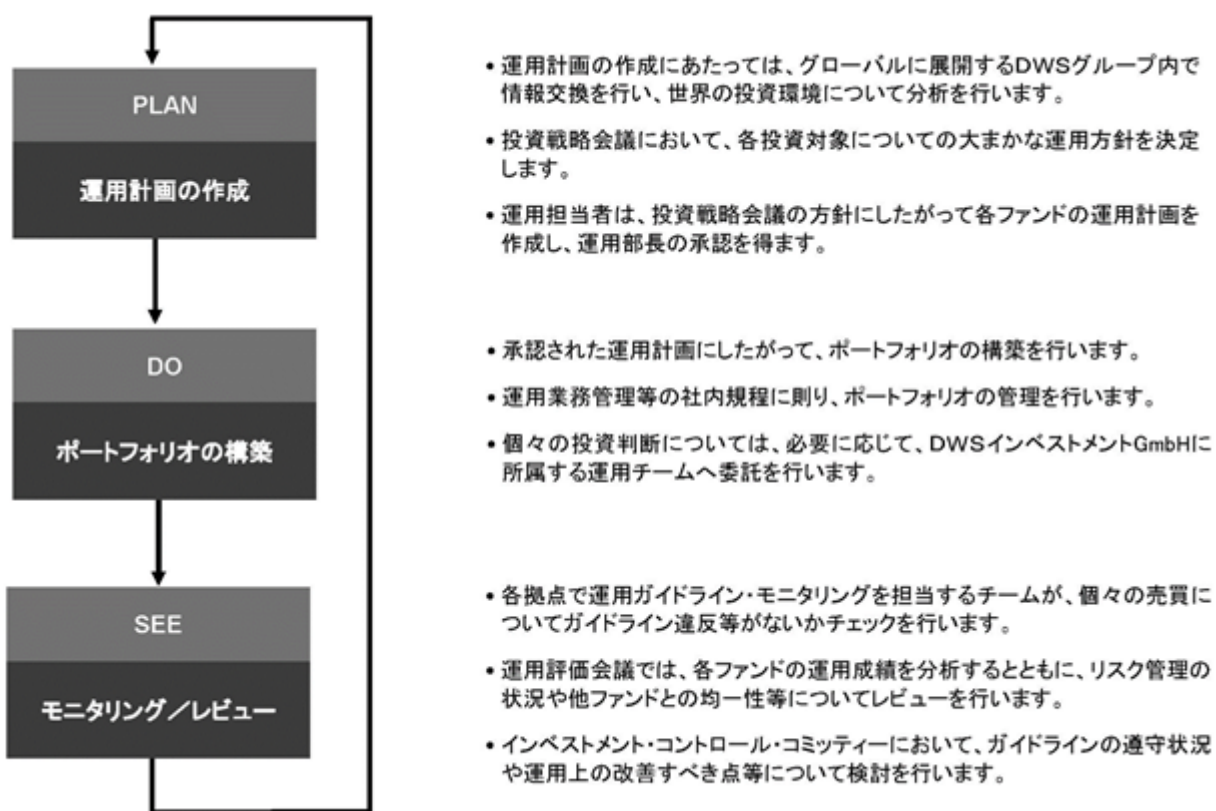 PLAN
運用計画の作成
• 運用計画の作成にあたっては、グローバルに展開するDWSグループ内で
情報交換を行い、世界の投資環境について分析を行います。
• 投資戦略会議において、各投資対象についての大まかな運用方針を決定
します。
• 運用担当者は、投資戦略会議の方針にしたがって各ファンドの運用計画を
作成し、運用部長の承認を得ます。
DO
ポートフォリオの構築
• 承認された運用計画にしたがって、ポートフォリオの構築を行います。
• 運用業務管理等の社内規程に則り、ポートフォリオの管理を行います。
• 個々の投資判断については、必要に応じて、DWSインベストメントGmbHに
所属する運用チームへ委託を行います。
SEE
モニタリング／レビュー
• 各拠点で運用ガイドライン・モニタリングを担当するチームが、個々の売買に
ついてガイドライン違反等がないかチェックを行います。
• 運用評価会議では、各ファンドの運用成績を分析するとともに、リスク管理の
状況や他ファンドとの均一性等についてレビューを行います。
• インベストメント・コントロール・コミッティーにおいて、ガイドラインの遵守状況
や運用上の改善すべき点等について検討を行います。